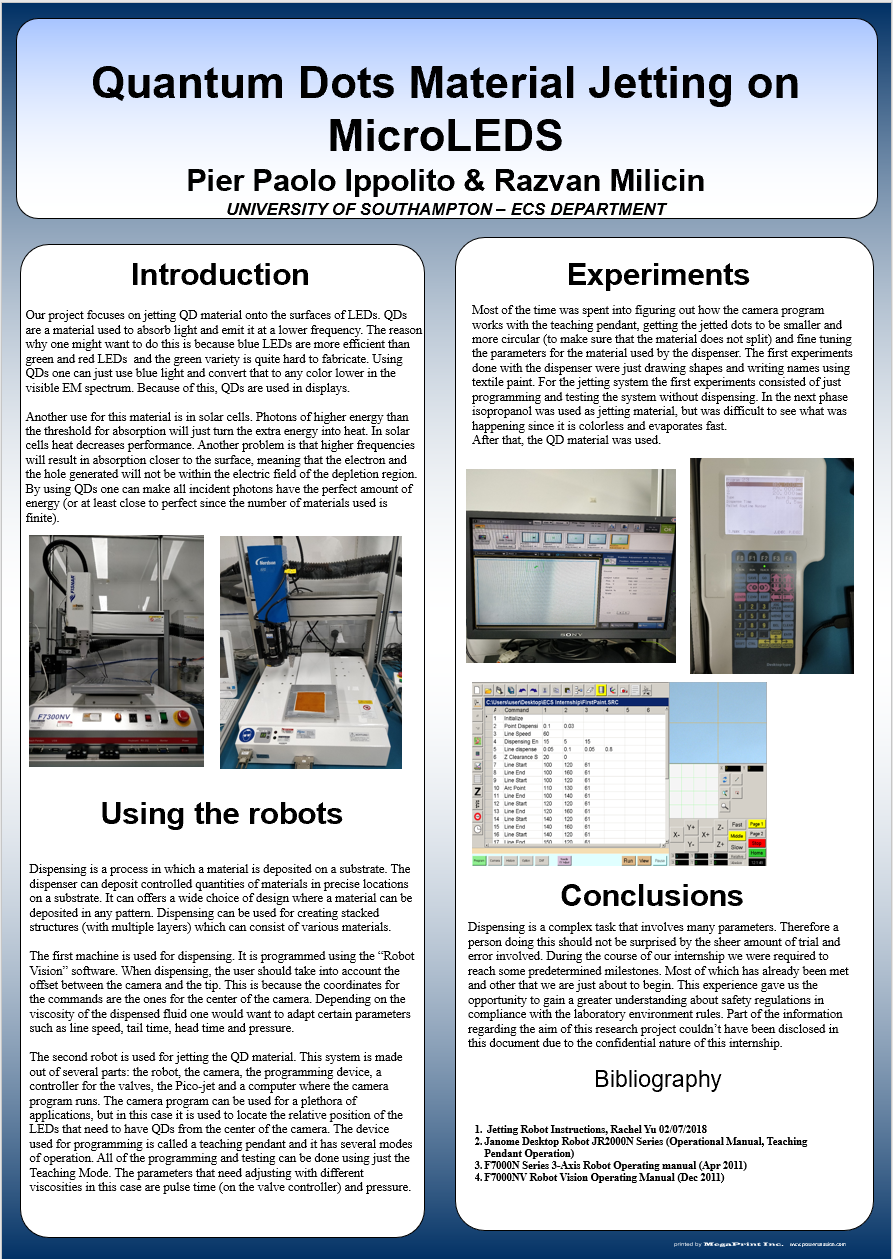 Quantum Dots Material Jetting on
MicroLEDS
Pier Paolo Ippolito & Razvan Milicin
UNIVERSITY OF SOUTHAMPTON – ECS DEPARTMENT
Introduction
Our project focuses on jetting QD material onto the surfaces of LEDs. QDs
are a material used to absorb light and emit it at a lower frequency. The reason
why one might want to do this is because blue LEDs are more efficient than
green and red LEDs and the green variety is quite hard to fabricate. Using
QDs one can just use blue light and convert that to any color lower in the
visible EM spectrum. Because of this, QDs are used in displays.
Another use for this material is in solar cells. Photons of higher energy than
the threshold for absorption will just turn the extra energy into heat. In solar
cells heat decreases performance. Another problem is that higher frequencies
will result in absorption closer to the surface, meaning that the electron and
the hole generated will not be within the electric field of the depletion region.
By using QDs one can make all incident photons have the perfect amount of
energy (or at least close to perfect since the number of materials used is
finite).
FISNAR
F7300NV
Nordson
Using the robots
Dispensing is a process in which a material is deposited on a substrate. The
dispenser can deposit controlled quantities of materials in precise locations
on a substrate. It can offers a wide choice of design where a material can be
deposited in any pattern. Dispensing can be used for creating stacked
structures (with multiple layers) which can consist of various materials.
The first machine is used for dispensing. It is programmed using the “Robot
Vision” software. When dispensing, the user should take into account the
offset between the camera and the tip. This is because the coordinates for
the commands are the ones for the center of the camera. Depending on the
viscosity of the dispensed fluid one would want to adapt certain parameters
such as line speed, tail time, head time and pressure.
The second robot is used for jetting the QD material. This system is made
out of several parts: the robot, the camera, the programming device, a
controller for the valves, the Pico-jet and a computer where the camera
program runs. The camera program can be used for a plethora of
applications, but in this case it is used to locate the relative position of the
LEDs that need to have QDs from the center of the camera. The device
used for programming is called a teaching pendant and it has several modes
of operation. All of the programming and testing can be done using just the
Teaching Mode. The parameters that need adjusting with different
viscosities in this case are pulse time (on the valve controller) and pressure.
Experiments
Most of the time was spent into figuring out how the camera program
works with the teaching pendant, getting the jetted dots to be smaller and
more circular (to make sure that the material does not split) and fine tuning
the parameters for the material used by the dispenser. The first experiments
done with the dispenser were just drawing shapes and writing names using
textile paint. For the jetting system the first experiments consisted of just
programming and testing the system without dispensing. In the next phase
isopropanol was used as jetting material, but was difficult to see what was
happening since it is colorless and evaporates fast.
After that, the QD material was used.
SONY
C:\Users\user\Desktop\ECS internship\FirstPaint.SRC
# Command 1 2 3 4 5 6
1 Initialize
2 Point Dispensi 0.1 0.03
3 Line Speed 60
4 Dispensing En 15 5 15
5 Line dispense 0.05 0.1 0.05 0.8
6 Z Clearance S 20 0
7 Line Start 100 120 61
8 Line End 100 160 61
9 Line Start 100 120 61
10 Arc Point 110 130 61
11 Line End 100 140 61
12 Line Start 120 120 61
13 Line End 120 160 61
14 Line Start 140 120 61
15 Line End 140 160 61
16 Line Start 140 120 61
17 Line End 150 120 61
X- Y+ Y- X+ Z- Z+
Fast
Middle
Slow
Page 1
Page 2
Home
Run View
Conclusions
Dispensing is a complex task that involves many parameters. Therefore a
person doing this should not be surprised by the sheer amount of trial and
error involved. During the course of our internship we were required to
reach some predetermined milestones. Most of which has already been met
and other that we are just about to begin. This experience gave us the
opportunity to gain a greater understanding about safety regulations in
compliance with the laboratory environment rules. Part of the information
regarding the aim of this research project couldn’t have been disclosed in
this document due to the confidential nature of this internship.
Bibliography
1. Jetting Robot Instructions, Rachel Yu 02/07/2018
2. Janome Desktop Robot JR2000N Series (Operational Manual, Teaching
Pendant Operation)
3. F7000N Series 3-Axis Robot Operating manual (Apr 2011)
4. F7000NV Robot Vision Operating Manual (Dec 2011)
printed by MegaPrint Inc. www.postersession.com